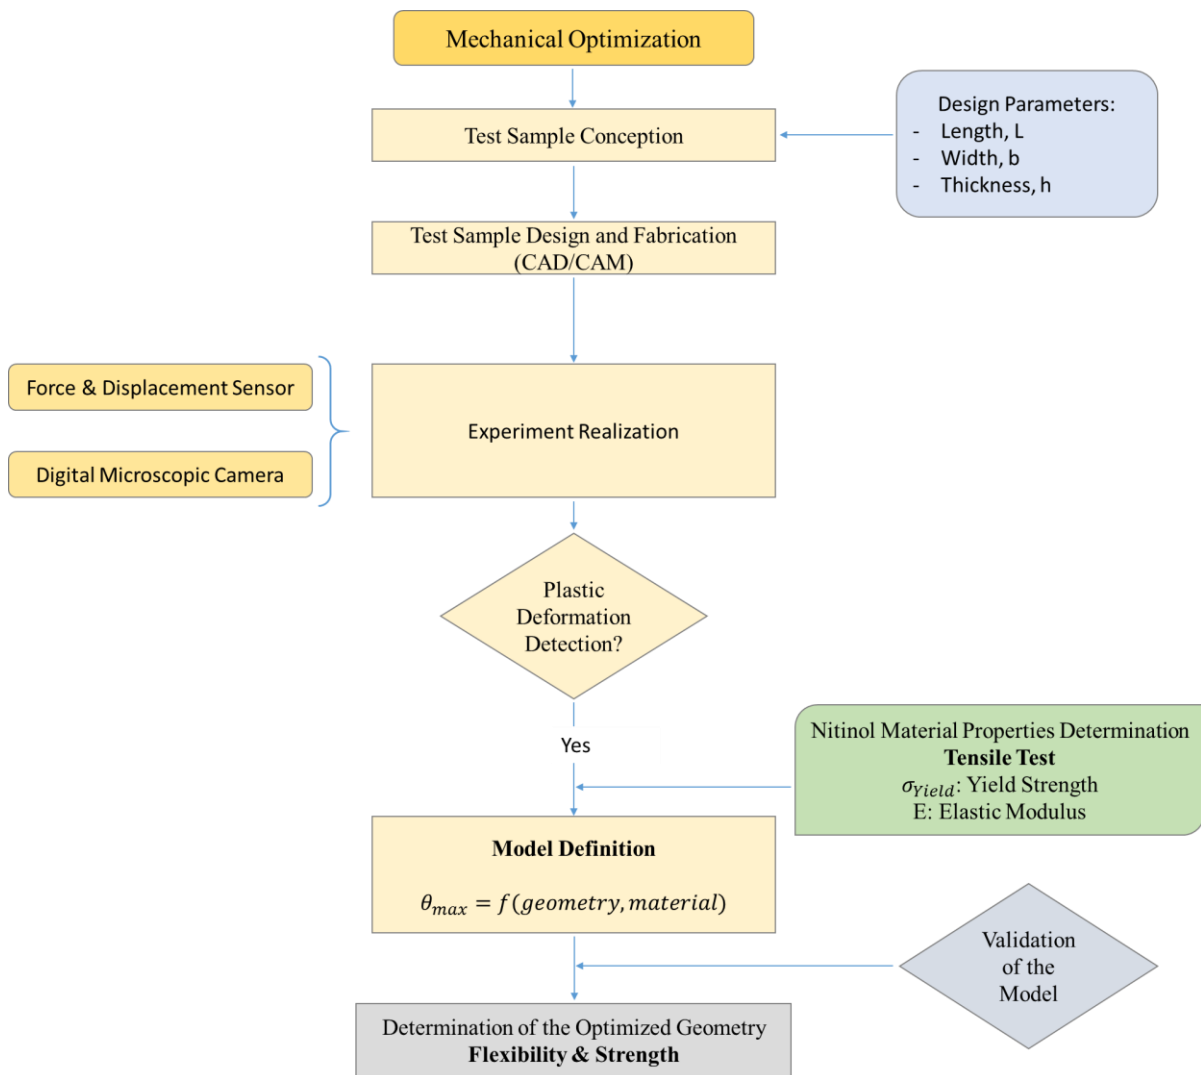 Mechanical Optimization
Test Sample Conception
Design Parameters:
- Length, L
- Width, b
- Thickness, h
Test Sample Design and Fabrication
(CAD/CAM)
Force & Displacement Sensor
Digital Microscopic Camera
Experiment Realization
Plastic
Deformation
Detection?
Yes
Nitinol Material Properties Determination
Tensile Test
σ_Yield: Yield Strength
E: Elastic Modulus
Model Definition
θ_max = f(geometry, material)
Validation
of the
Model
Determination of the Optimized Geometry
Flexibility & Strength